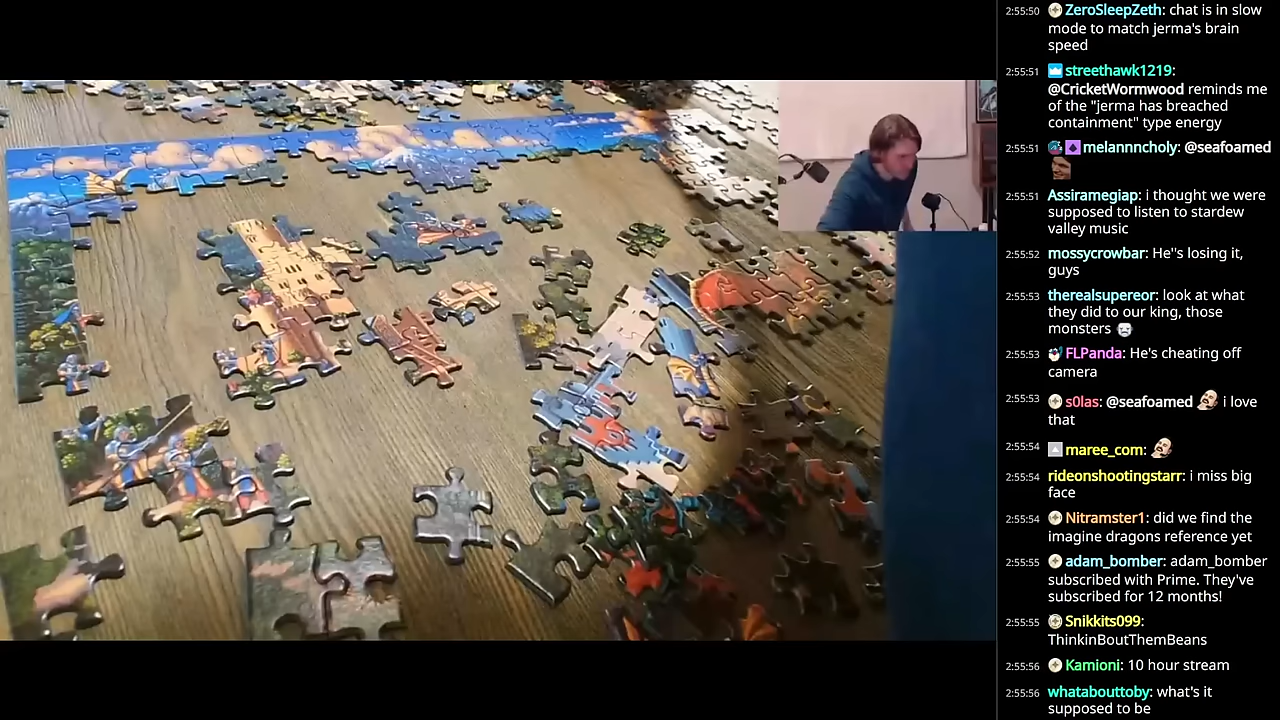 2:55:50 ZeroSleepZeth: chat is in slow
mode to match jerma's brain
speed
2:55:51 streethawk1219:
@CricketWormwood reminds me
of the "jerma has breached
containment" type energy
2:55:51 melannncholy: @seafoamed
2:55:51 Assiramegiap: i thought we were
supposed to listen to stardew
valley music
2:55:52 mossycrowbar: He"s losing it,
guys
2:55:53 therealsupereor: look at what
they did to our king, those
monsters
2:55:53 FLPanda: He's cheating off
camera
2:55:53 s0las: @seafoamed i love
that
2:55:54 maree_com:
2:55:54 rideonshootingstarr: i miss big
face
2:55:54 Nitramster1: did we find the
imagine dragons reference yet
2:55:55 adam_bomber: adam_bomber
subscribed with Prime. They've
subscribed for 12 months!
2:55:55 Snikkits099:
ThinkinBoutThemBeans
2:55:56 Kamioni: 10 hour stream
2:55:56 whatabouttoby: what's it
supposed to be